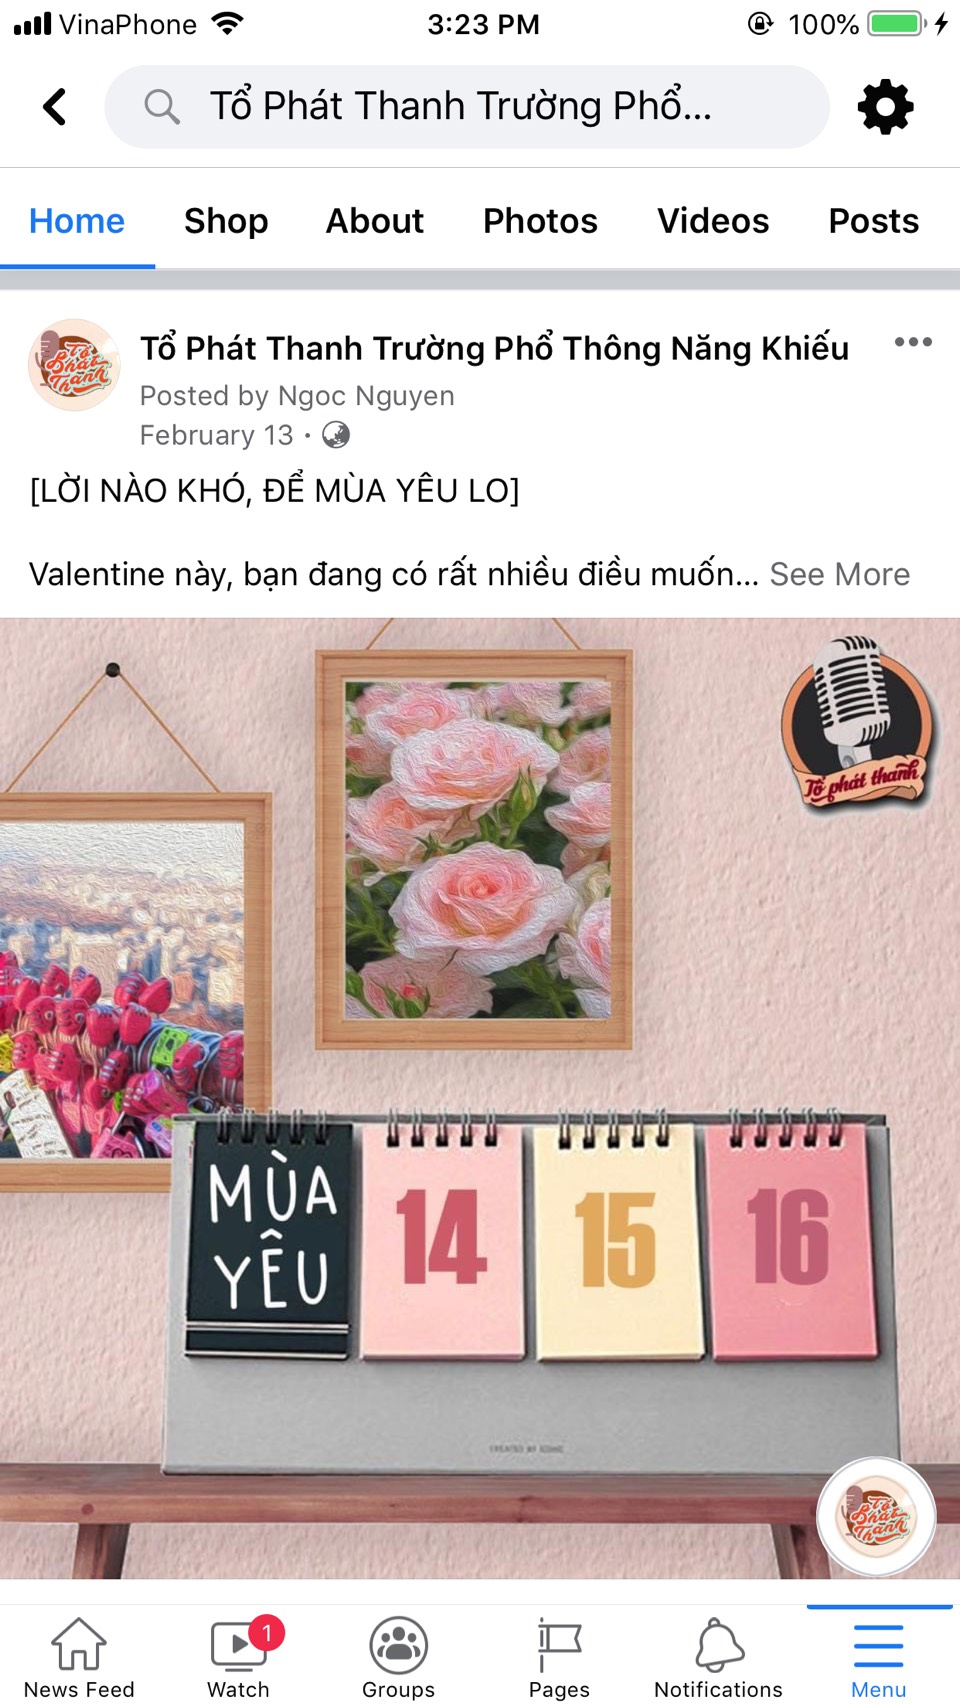 VinaPhone
3:23 PM
100%
Tổ Phát Thanh Trường Phổ...
Home Shop About Photos Videos Posts
Tổ Phát Thanh Trường Phổ Thông Năng Khiếu
Posted by Ngoc Nguyen
February 13
[LỜI NÀO KHÓ, ĐỂ MÙA YÊU LO]
Valentine này, bạn đang có rất nhiều điều muốn... See More
Tổ phát thanh
MÙA
YÊU
14
15
16
Tổ
Phát
Thanh
1
News Feed Watch Groups Pages Notifications Menu